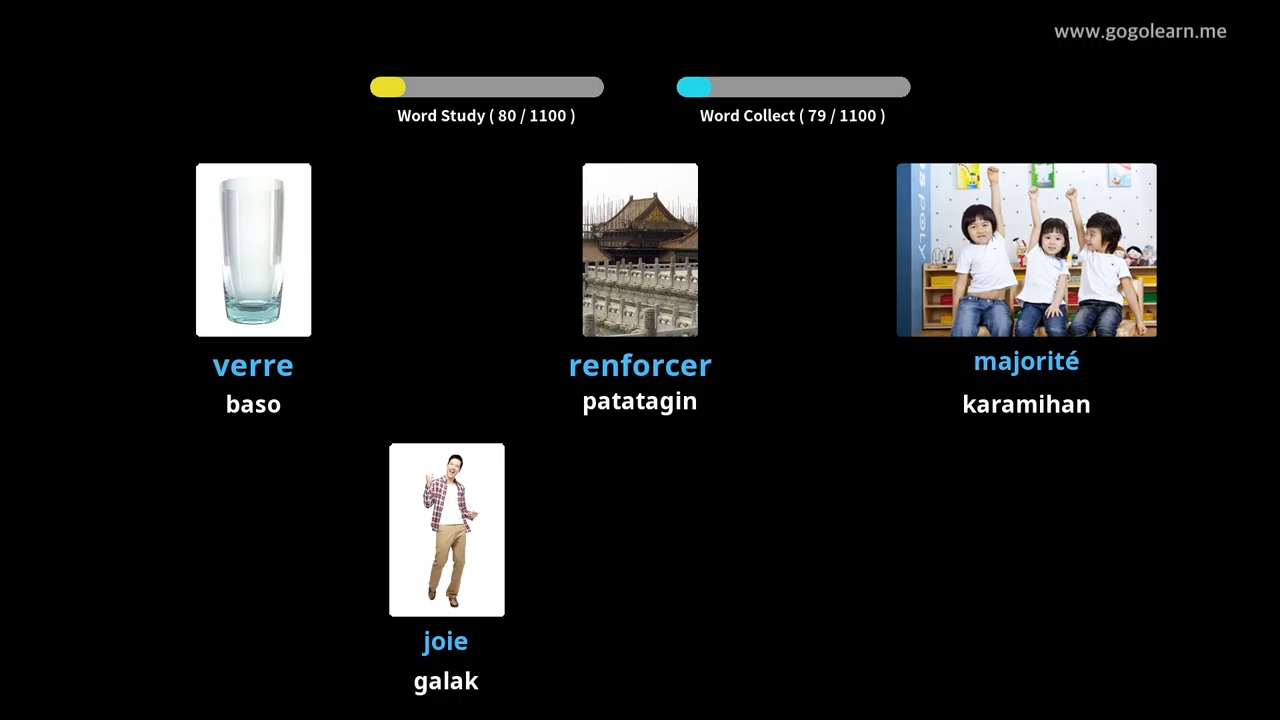 www.gogolearn.me
Word Study ( 80 / 1100 )
Word Collect ( 79 / 1100 )
verre
baso
renforcer
patatagin
majorité
karamihan
joie
galak